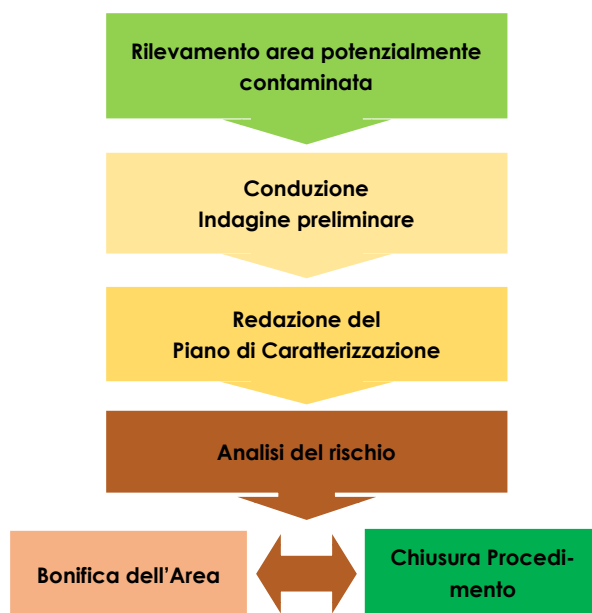 Rilevamento area potenzialmente
contaminata
Conduzione
Indagine preliminare
Redazione del
Piano di Caratterizzazione
Analisi del rischio
Bonifica dell’Area
Chiusura Procedi-
mento